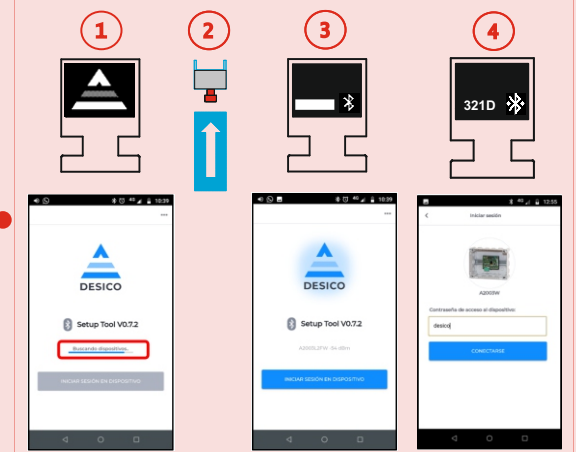 1
2
3
4
321D
10:39
DESICO
Setup Tool V0.7.2
Buscando dispositivos...
INICIAR SESIÓN EN DISPOSITIVO
10:39
DESICO
Setup Tool V0.7.2
INICIAR SESIÓN EN DISPOSITIVO
4G
12:55
Iniciar sesión
A2005W
Contraseña de acceso al dispositivo
desico
CONECTARSE